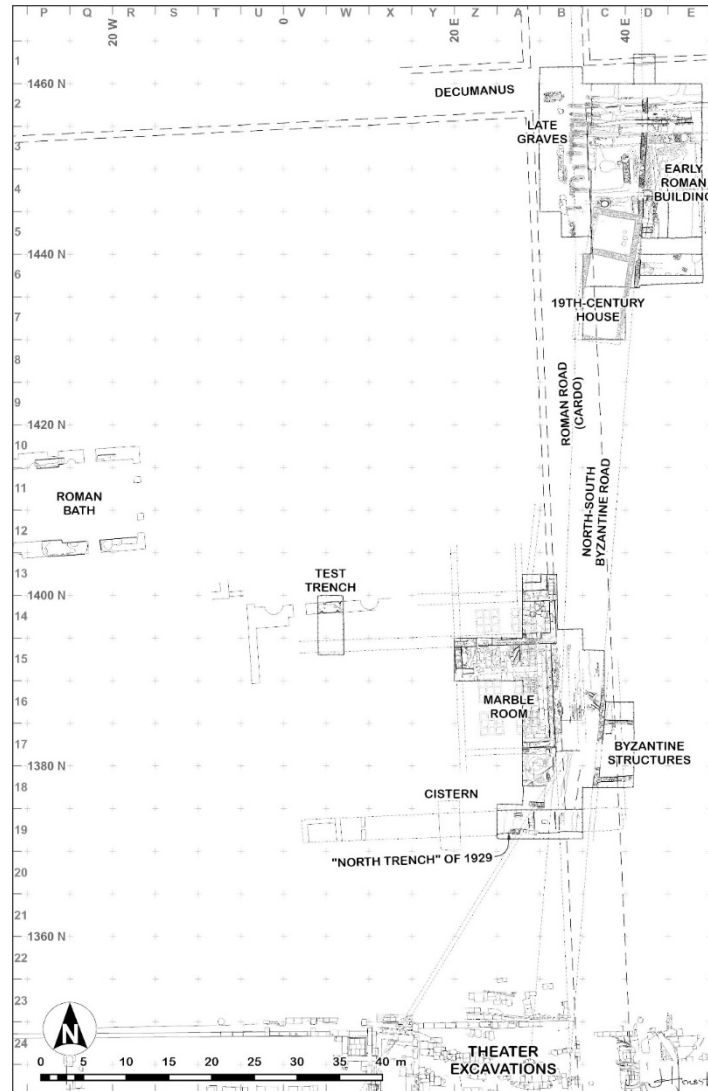 P Q R S T U V W X Y Z A B C D E
20 W
0
20 E
40 E
1
1460 N
2
3
4
5
1440 N
6
7
8
9
1420 N
10
11
12
13
1400 N
14
15
16
17
1380 N
18
19
20
21
1360 N
22
23
24
DECUMANUS
LATE
GRAVES
EARLY
ROMAN
BUILDING
19TH-CENTURY
HOUSE
ROMAN ROAD
(CARDO)
NORTH-SOUTH
BYZANTINE ROAD
ROMAN
BATH
TEST
TRENCH
MARBLE
ROOM
BYZANTINE
STRUCTURES
CISTERN
"NORTH TRENCH" OF 1929
THEATER
EXCAVATIONS
N
0 5 10 15 20 25 30 35 40 m